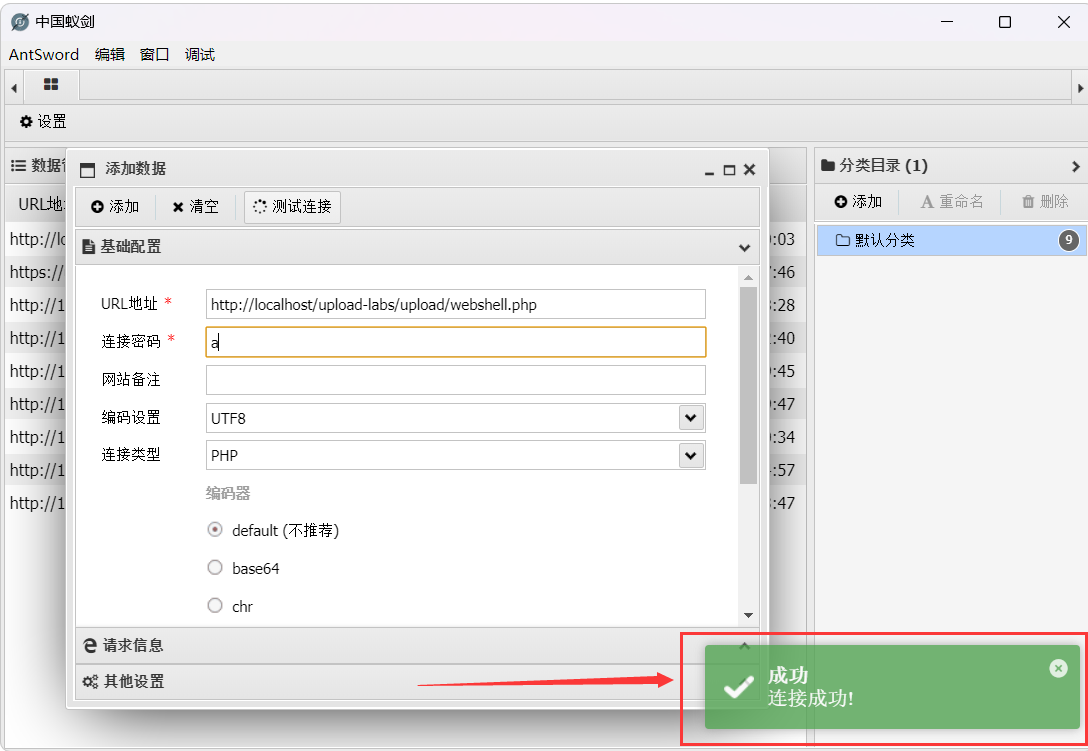 中国蚁剑
AntSword 编辑 窗口 调试
设置
数据
URL地
http://lo
:03
https://
:46
http://1
:28
http://1
:40
http://1
:45
http://1
:47
http://1
:34
http://1
:57
http://1
:47
添加数据
添加 清空 测试连接
基础配置
URL地址 * http://localhost/upload-labs/upload/webshell.php
连接密码 * a
网站备注
编码设置 UTF8
连接类型 PHP
编码器
default (不推荐)
base64
chr
请求信息
其他设置
分类目录 (1)
添加 A 重命名 删除
默认分类 9
成功
连接成功!